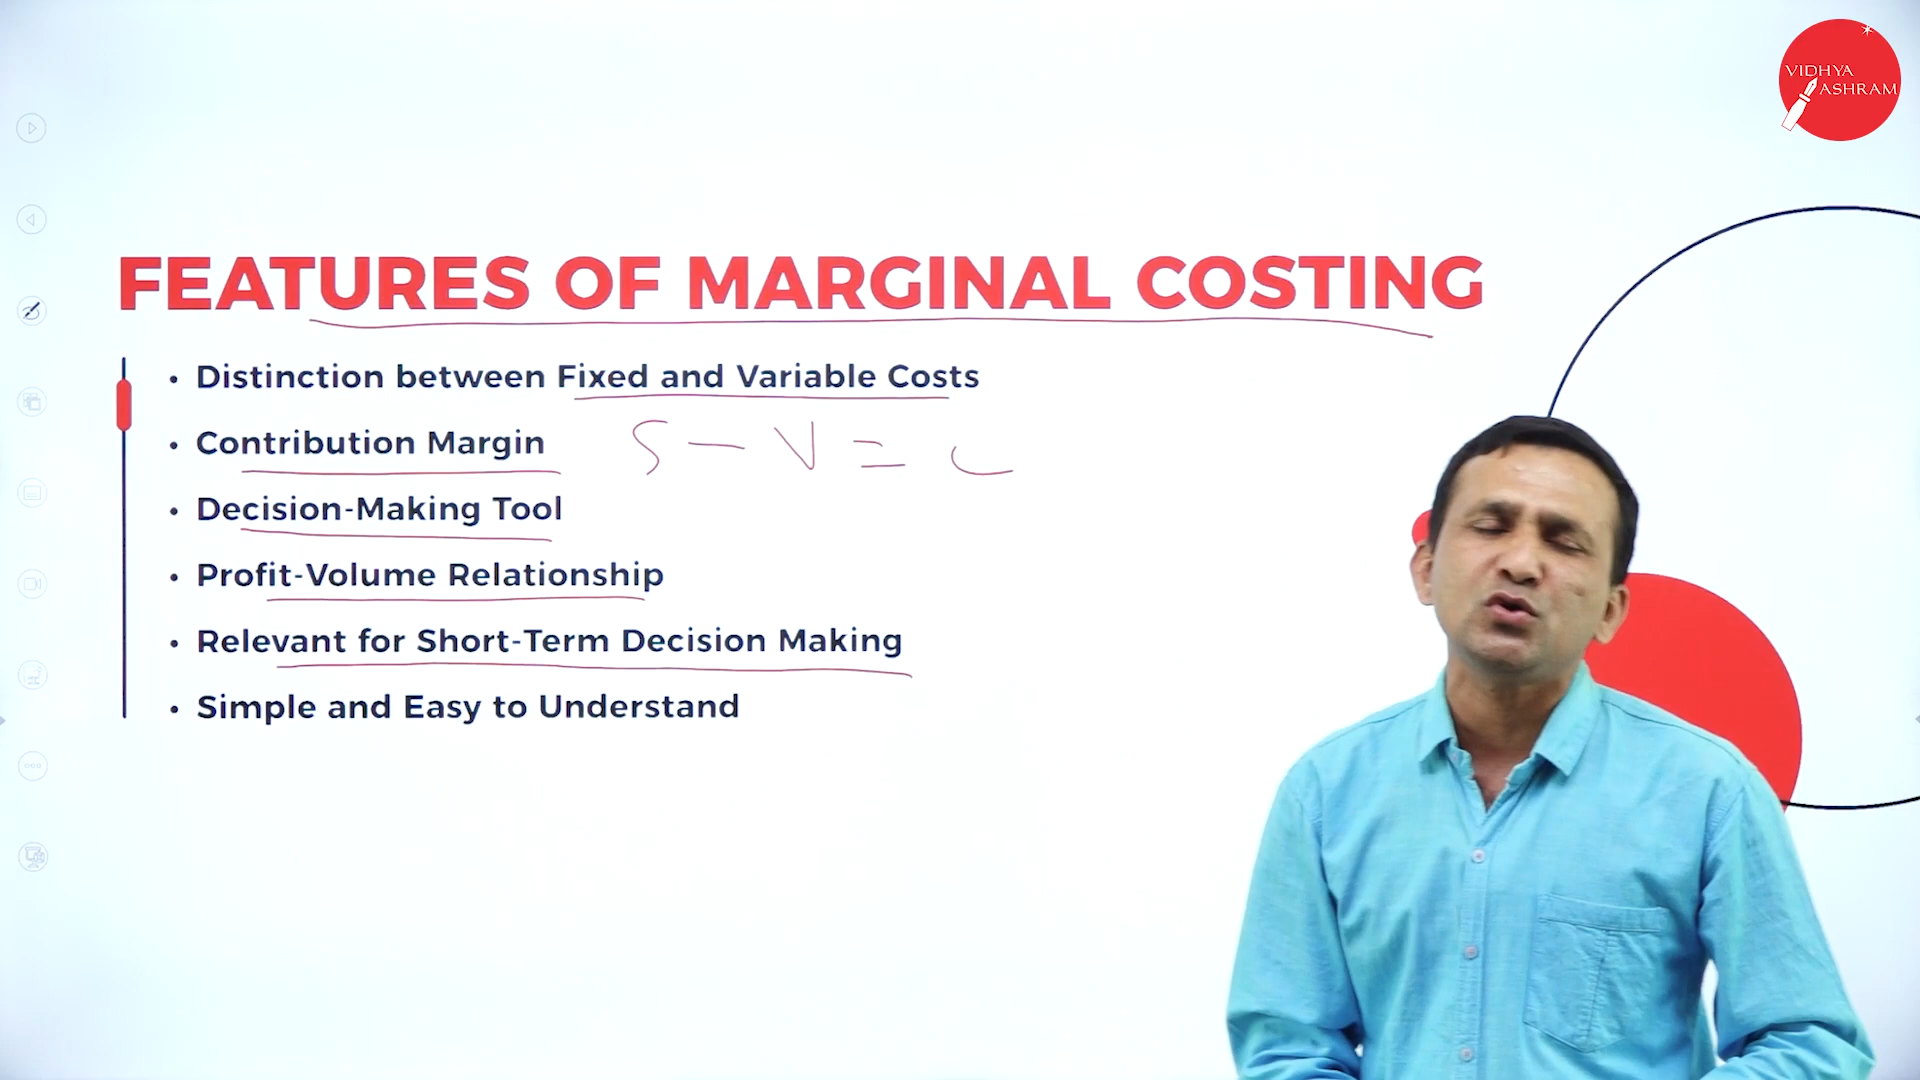 VIDHYA
ASHRAM
FEATURES OF MARGINAL COSTING
• Distinction between Fixed and Variable Costs
• Contribution Margin S - V = C
• Decision-Making Tool
• Profit-Volume Relationship
• Relevant for Short-Term Decision Making
• Simple and Easy to Understand